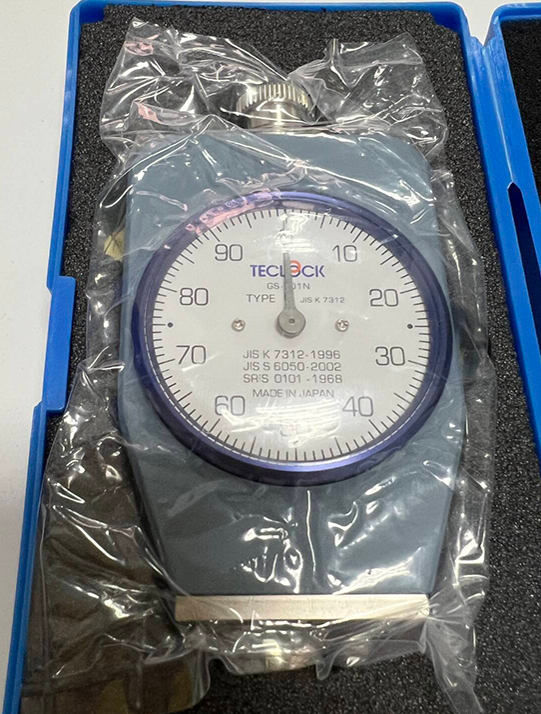 90
10
TECLOCK
80
20
TYPE
JIS K 7312
70
30
JIS K 7312-1996
JIS S 6050-2002
SRIS 0101 -1968
MADE IN JAPAN
60
40